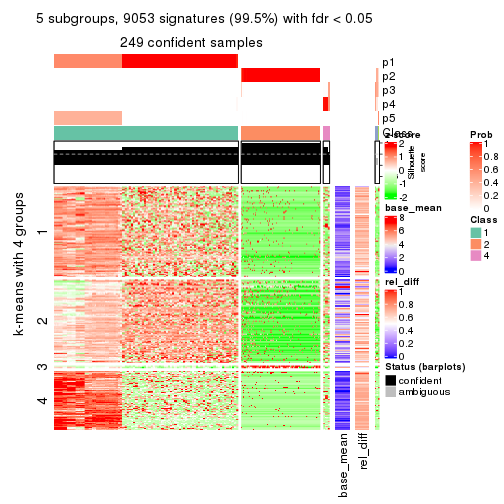 5 subgroups, 9053 signatures (99.5%) with fdr < 0.05
249 confident samples
p1
p2
p3
p4
p5
Class
z-score
2
1
0
-1
-2
Silhouette
score
Prob
1
0.8
0.6
0.4
0.2
0
base_mean
8
6
4
2
0
Class
1
2
4
rel_diff
1
0.8
0.6
0.4
0.2
0
Status (barplots)
confident
ambiguous
k-means with 4 groups
1
2
3
4
base_mean
rel_diff